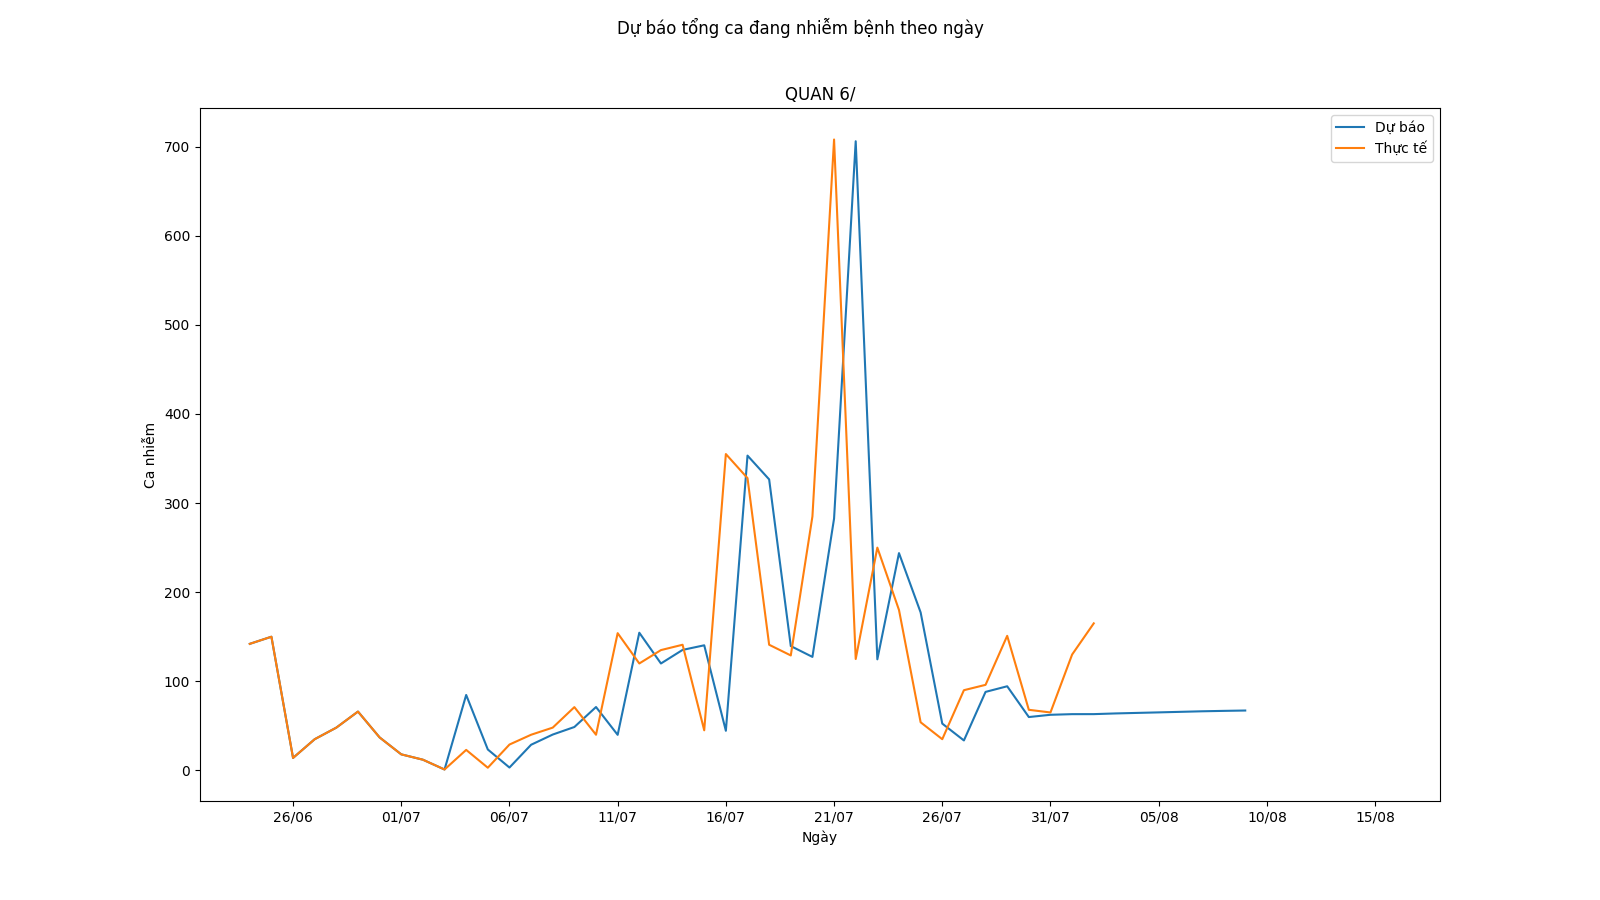 Dự báo tổng ca đang nhiễm bệnh theo ngày
QUAN 6/
Dự báo
Thực tế
700
600
500
400
300
200
100
0
Ca nhiễm
26/06 01/07 06/07 11/07 16/07 21/07 26/07 31/07 05/08 10/08 15/08
Ngày